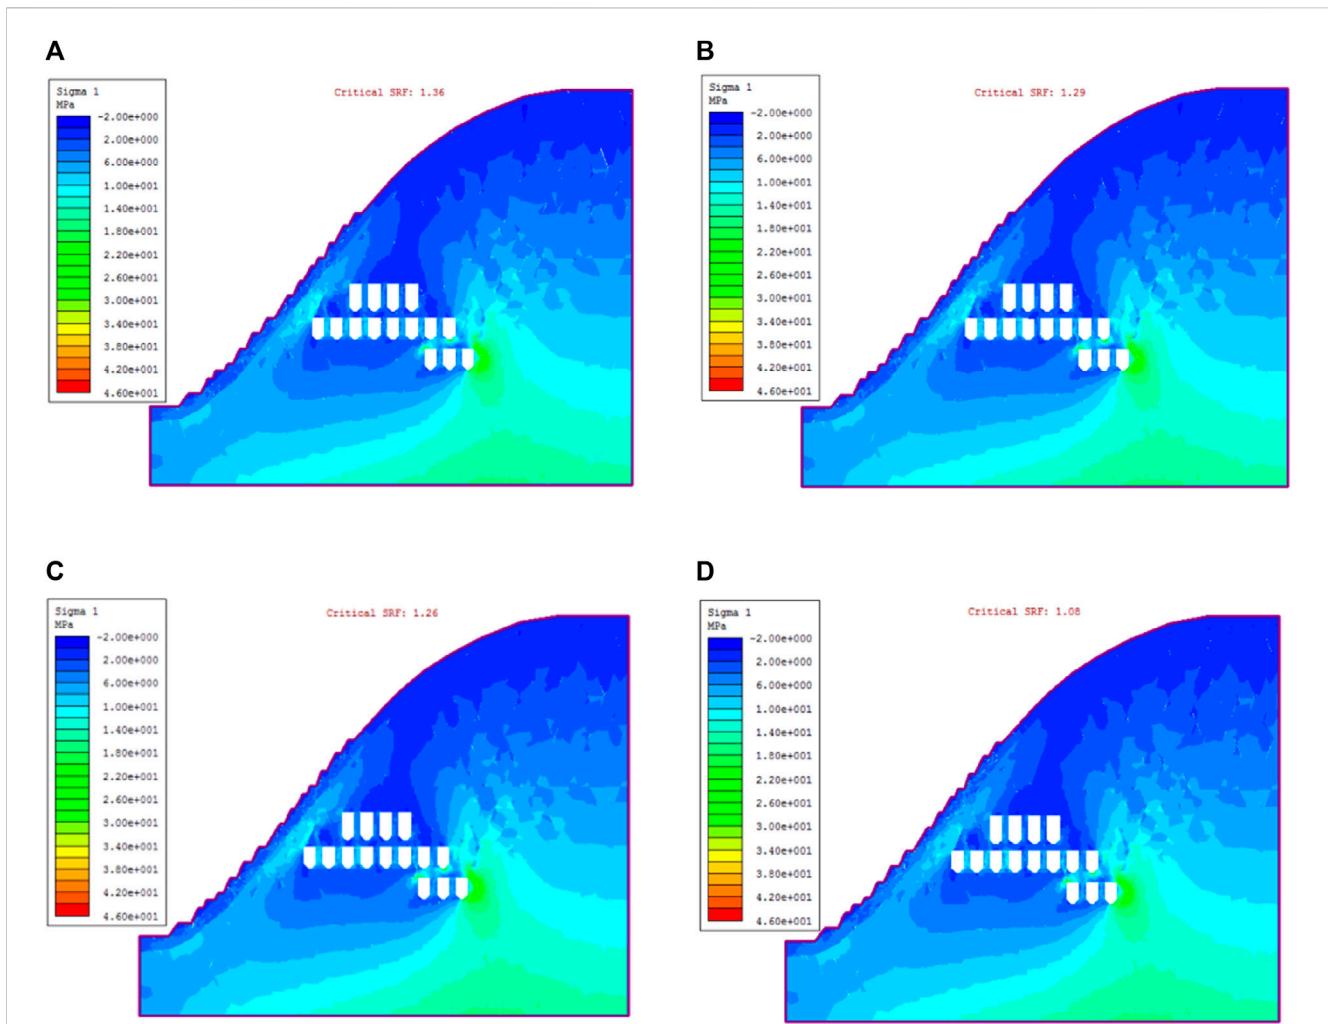 A
Sigma 1
MPa
-2.00e+000
2.00e+000
6.00e+000
1.00e+001
1.40e+001
1.80e+001
2.20e+001
2.60e+001
3.00e+001
3.40e+001
3.80e+001
4.20e+001
4.60e+001
Critical SRF: 1.36
B
Sigma 1
MPa
-2.00e+000
2.00e+000
6.00e+000
1.00e+001
1.40e+001
1.80e+001
2.20e+001
2.60e+001
3.00e+001
3.40e+001
3.80e+001
4.20e+001
4.60e+001
Critical SRF: 1.29
C
Sigma 1
MPa
-2.00e+000
2.00e+000
6.00e+000
1.00e+001
1.40e+001
1.80e+001
2.20e+001
2.60e+001
3.00e+001
3.40e+001
3.80e+001
4.20e+001
4.60e+001
Critical SRF: 1.26
D
Sigma 1
MPa
-2.00e+000
2.00e+000
6.00e+000
1.00e+001
1.40e+001
1.80e+001
2.20e+001
2.60e+001
3.00e+001
3.40e+001
3.80e+001
4.20e+001
4.60e+001
Critical SRF: 1.08